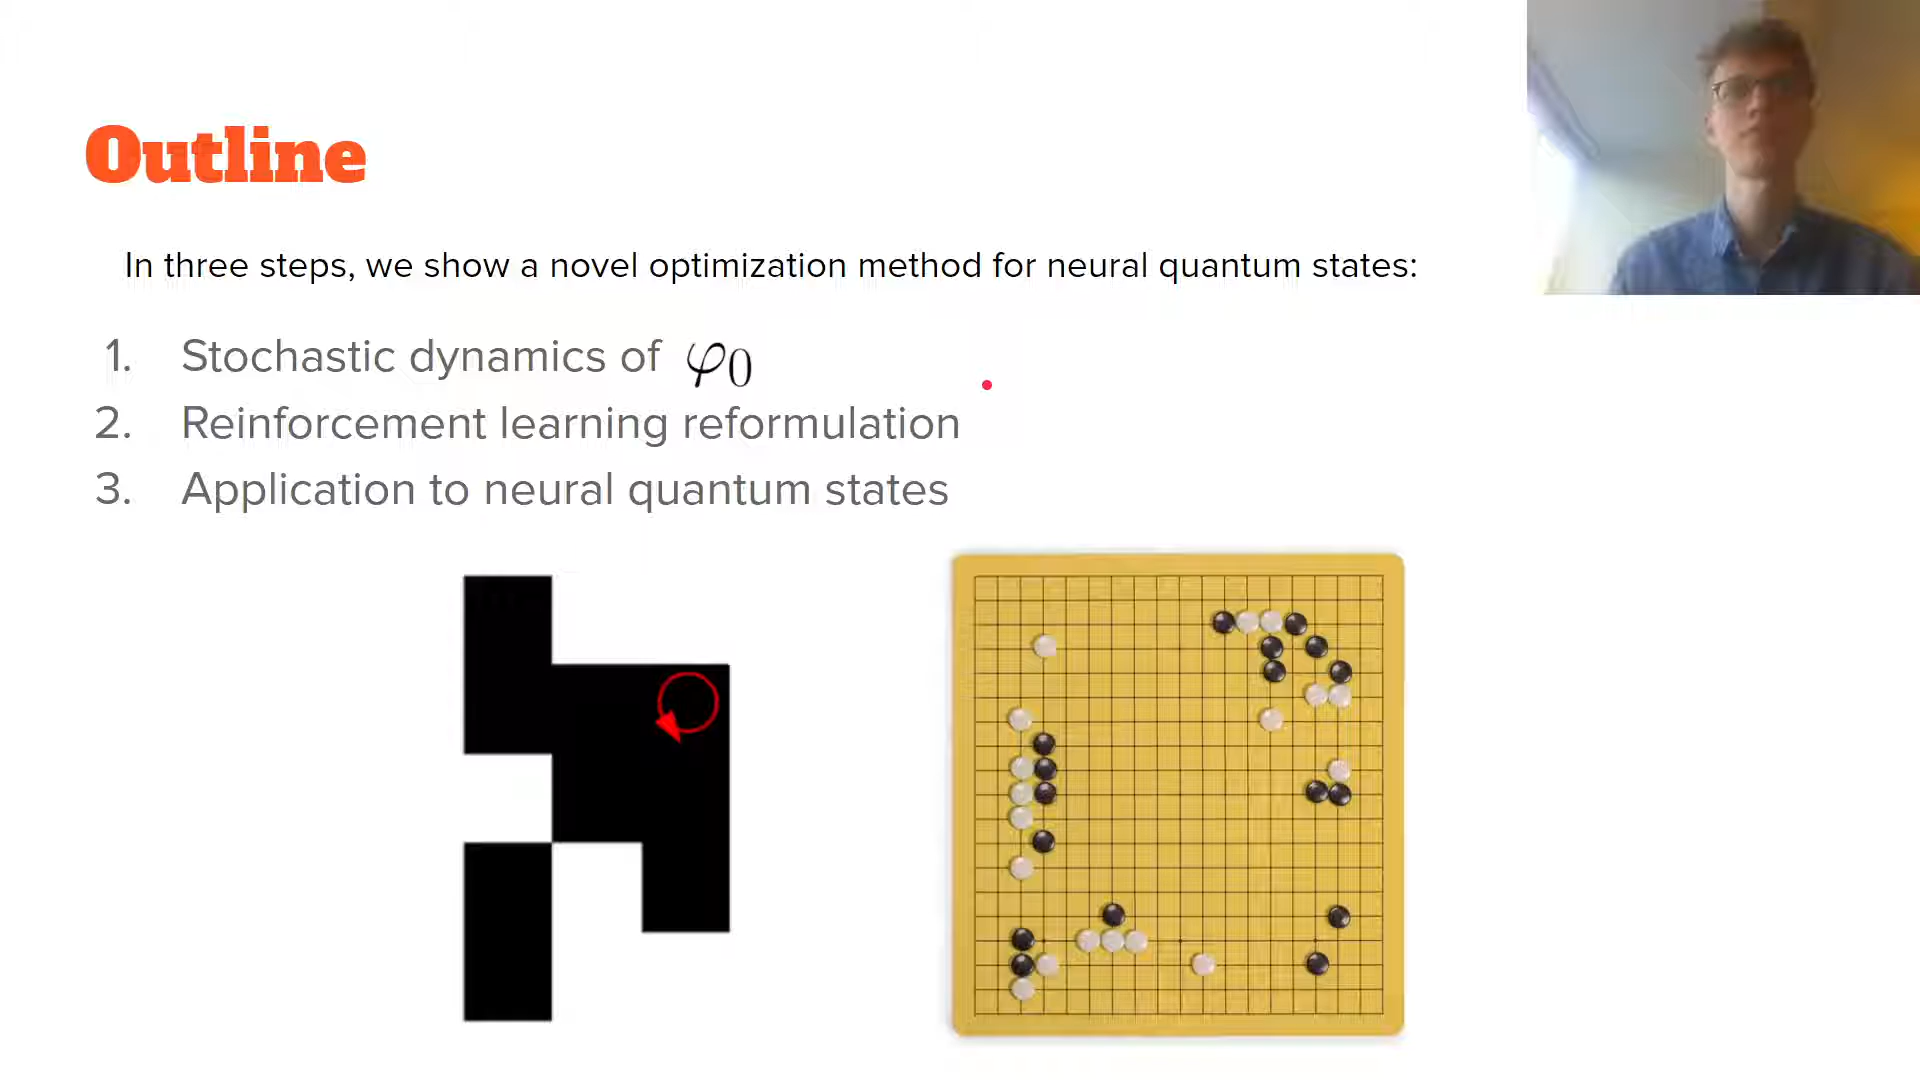 Outline
In three steps, we show a novel optimization method for neural quantum states:
1. Stochastic dynamics of φ0
2. Reinforcement learning reformulation
3. Application to neural quantum states